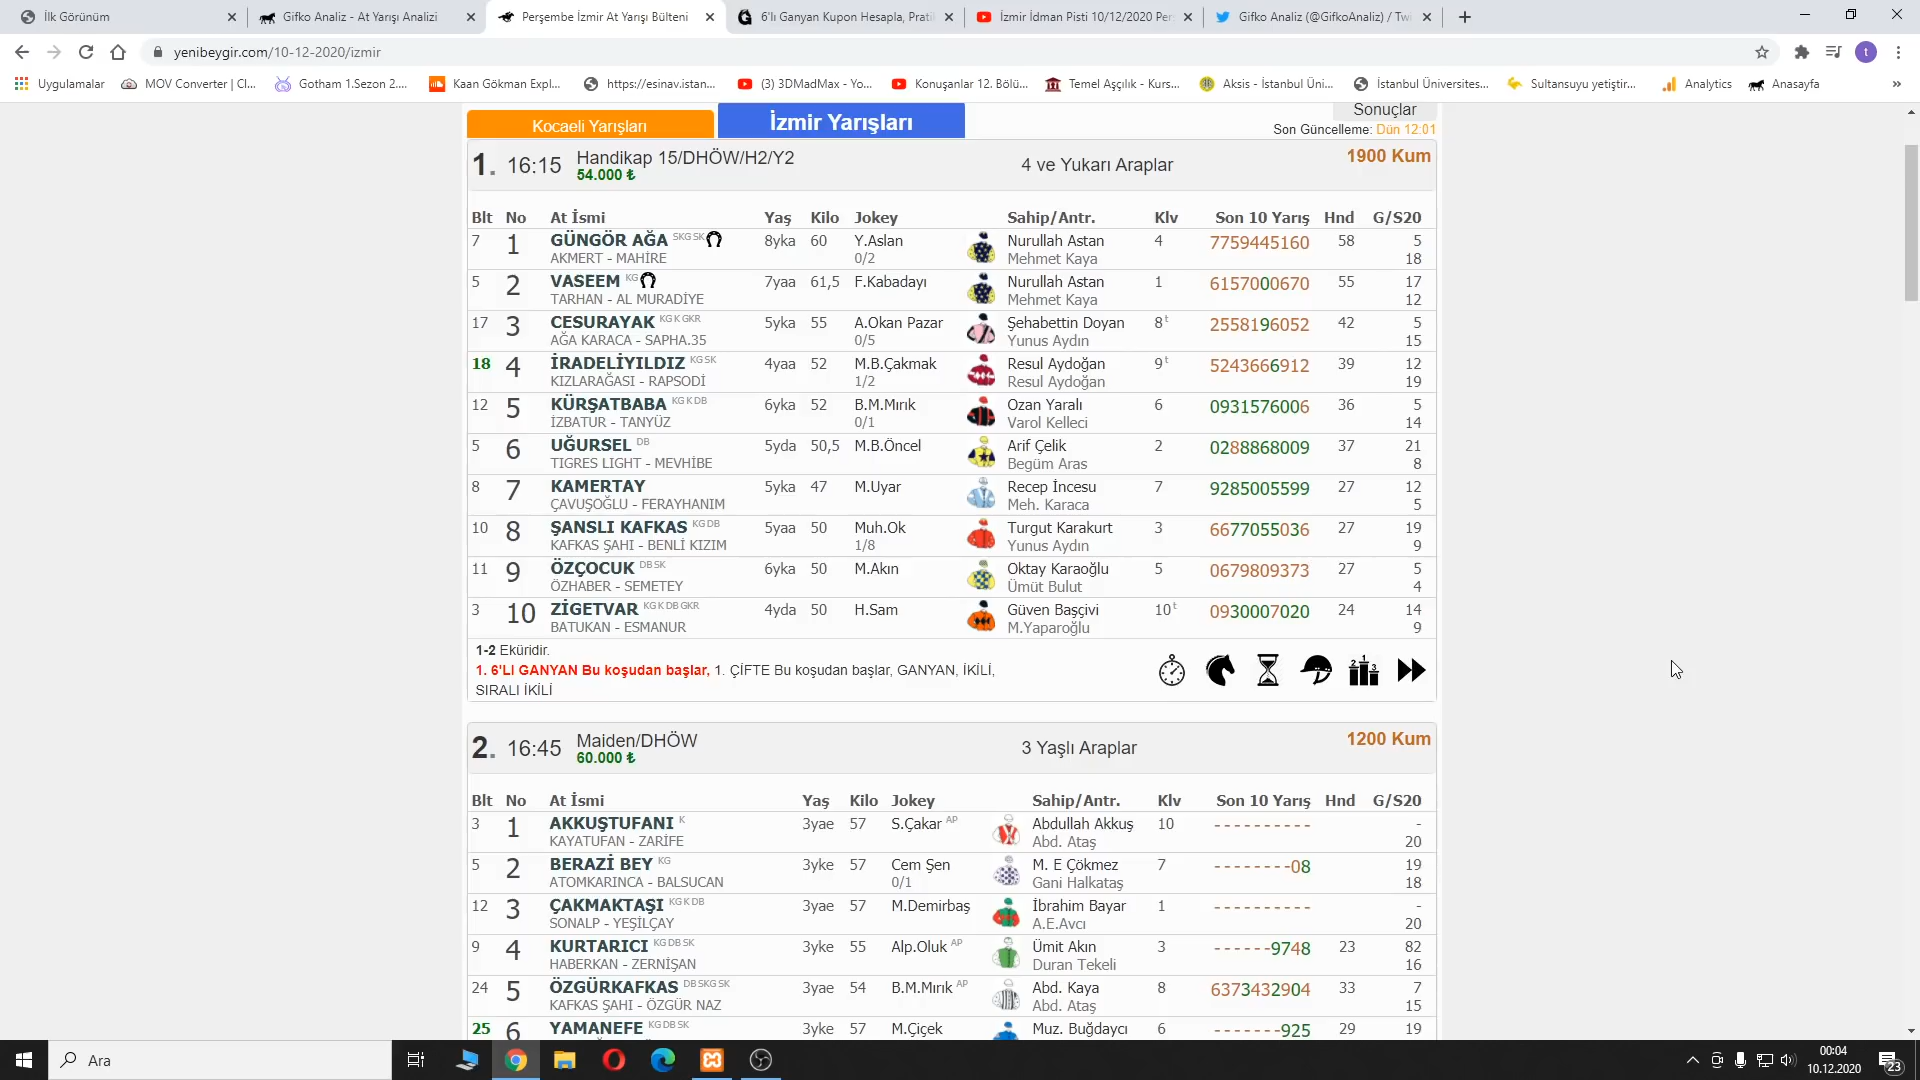 İlk Görünüm
Gifko Analiz - At Yarışı Analizi
Perşembe İzmir At Yarışı Bülteni
6'lı Ganyan Kupon Hesapla, Prati
İzmir İdman Pisti 10/12/2020 Per
Gifko Analiz (@GifkoAnaliz) / Tw
yenibeygir.com/10-12-2020/izmir
t
Uygulamalar
MOV Converter | Cl...
Gotham 1.Sezon 2....
Kaan Gökman Expl...
https://esinav.istan...
(3) 3DMadMax - Yo...
Konuşanlar 12. Bölü...
Temel Aşçılık - Kurs...
Aksis - İstanbul Üni...
İstanbul Üniversites...
Sultansuyu yetiştir...
Analytics
Anasayfa
»
Kocaeli Yarışları
İzmir Yarışları
Sonuçlar
Son Güncelleme: Dün 12:01
1. 16:15 Handikap 15/DHÖW/H2/Y2 4 ve Yukarı Araplar 1900 Kum
54.000 ₺
Blt No At İsmi Yaş Kilo Jokey Sahip/Antr. Klv Son 10 Yarış Hnd G/S20
7 1 GÜNGÖR AĞA SKG SK 8yka 60 Y.Aslan Nurullah Astan 4 7759445160 58 5
AKMERT - MAHİRE 0/2 Mehmet Kaya 18
5 2 VASEEM KG 7yaa 61,5 F.Kabadayı Nurullah Astan 1 6157000670 55 17
TARHAN - AL MURADİYE Mehmet Kaya 12
17 3 CESURAYAK KG K GKR 5yka 55 A.Okan Pazar Şehabettin Doyan 8t 2558196052 42 5
AĞA KARACA - SAPHA.35 0/5 Yunus Aydın 15
18 4 İRADELİYILDIZ KG SK 4yaa 52 M.B.Çakmak Resul Aydoğan 9t 5243666912 39 12
KIZLARAĞASI - RAPSODİ 1/2 Resul Aydoğan 19
12 5 KÜRŞATBABA KG K DB 6yka 52 B.M.Mırık Ozan Yaralı 6 0931576006 36 5
İZBATUR - TANYÜZ 0/1 Varol Kelleci 14
5 6 UĞURSEL DB 5yda 50,5 M.B.Öncel Arif Çelik 2 0288868009 37 21
TIGRES LIGHT - MEVHİBE Begüm Aras 8
8 7 KAMERTAY 5yka 47 M.Uyar Recep İncesu 7 9285005599 27 12
ÇAVUŞOĞLU - FERAYHANIM Meh. Karaca 5
10 8 ŞANSLI KAFKAS KG DB 5yaa 50 Muh.Ok Turgut Karakurt 3 6677055036 27 19
KAFKAS ŞAHI - BENLİ KIZIM 1/8 Yunus Aydın 9
11 9 ÖZÇOCUK DB SK 6yka 50 M.Akın Oktay Karaoğlu 5 0679809373 27 5
ÖZHABER - SEMETEY Ümüt Bulut 4
3 10 ZİGETVAR KG K DB GKR 4yda 50 H.Sam Güven Başçivi 10t 0930007020 24 14
BATUKAN - ESMANUR M.Yaparoğlu 9
1-2 Eküridir.
1. 6'LI GANYAN Bu koşudan başlar, 1. ÇİFTE Bu koşudan başlar, GANYAN, İKİLİ,
SIRALI İKİLİ
2. 16:45 Maiden/DHÖW 3 Yaşlı Araplar 1200 Kum
60.000 ₺
Blt No At İsmi Yaş Kilo Jokey Sahip/Antr. Klv Son 10 Yarış Hnd G/S20
3 1 AKKUŞTUFANI K 3yae 57 S.Çakar AP Abdullah Akkuş 10 ---------- -
KAYATUFAN - ZARİFE Abd. Ataş 20
5 2 BERAZİ BEY KG 3yke 57 Cem Şen M. E Çökmez 7 --------08 19
ATOMKARINCA - BALSUCAN 0/1 Gani Halkataş 18
12 3 ÇAKMAKTAŞI KG K DB 3yae 57 M.Demirbaş İbrahim Bayar 1 ---------- -
SONALP - YEŞİLÇAY A.E.Avcı 20
9 4 KURTARICI KG DB SK 3yke 55 Alp.Oluk AP Ümit Akın 3 ------9748 23 82
HABERKAN - ZERNİŞAN Duran Tekeli 16
24 5 ÖZGÜRKAFKAS DB SKG SK 3yae 54 B.M.Mırık AP Abd. Kaya 8 6373432904 33 7
KAFKAS ŞAHI - ÖZGÜR NAZ Abd. Ataş 15
25 6 YAMANEFE KG DB SK 3yke 57 M.Çiçek Muz. Buğdaycı 6 -------925 29 19
Ara
00:04
10.12.2020
23